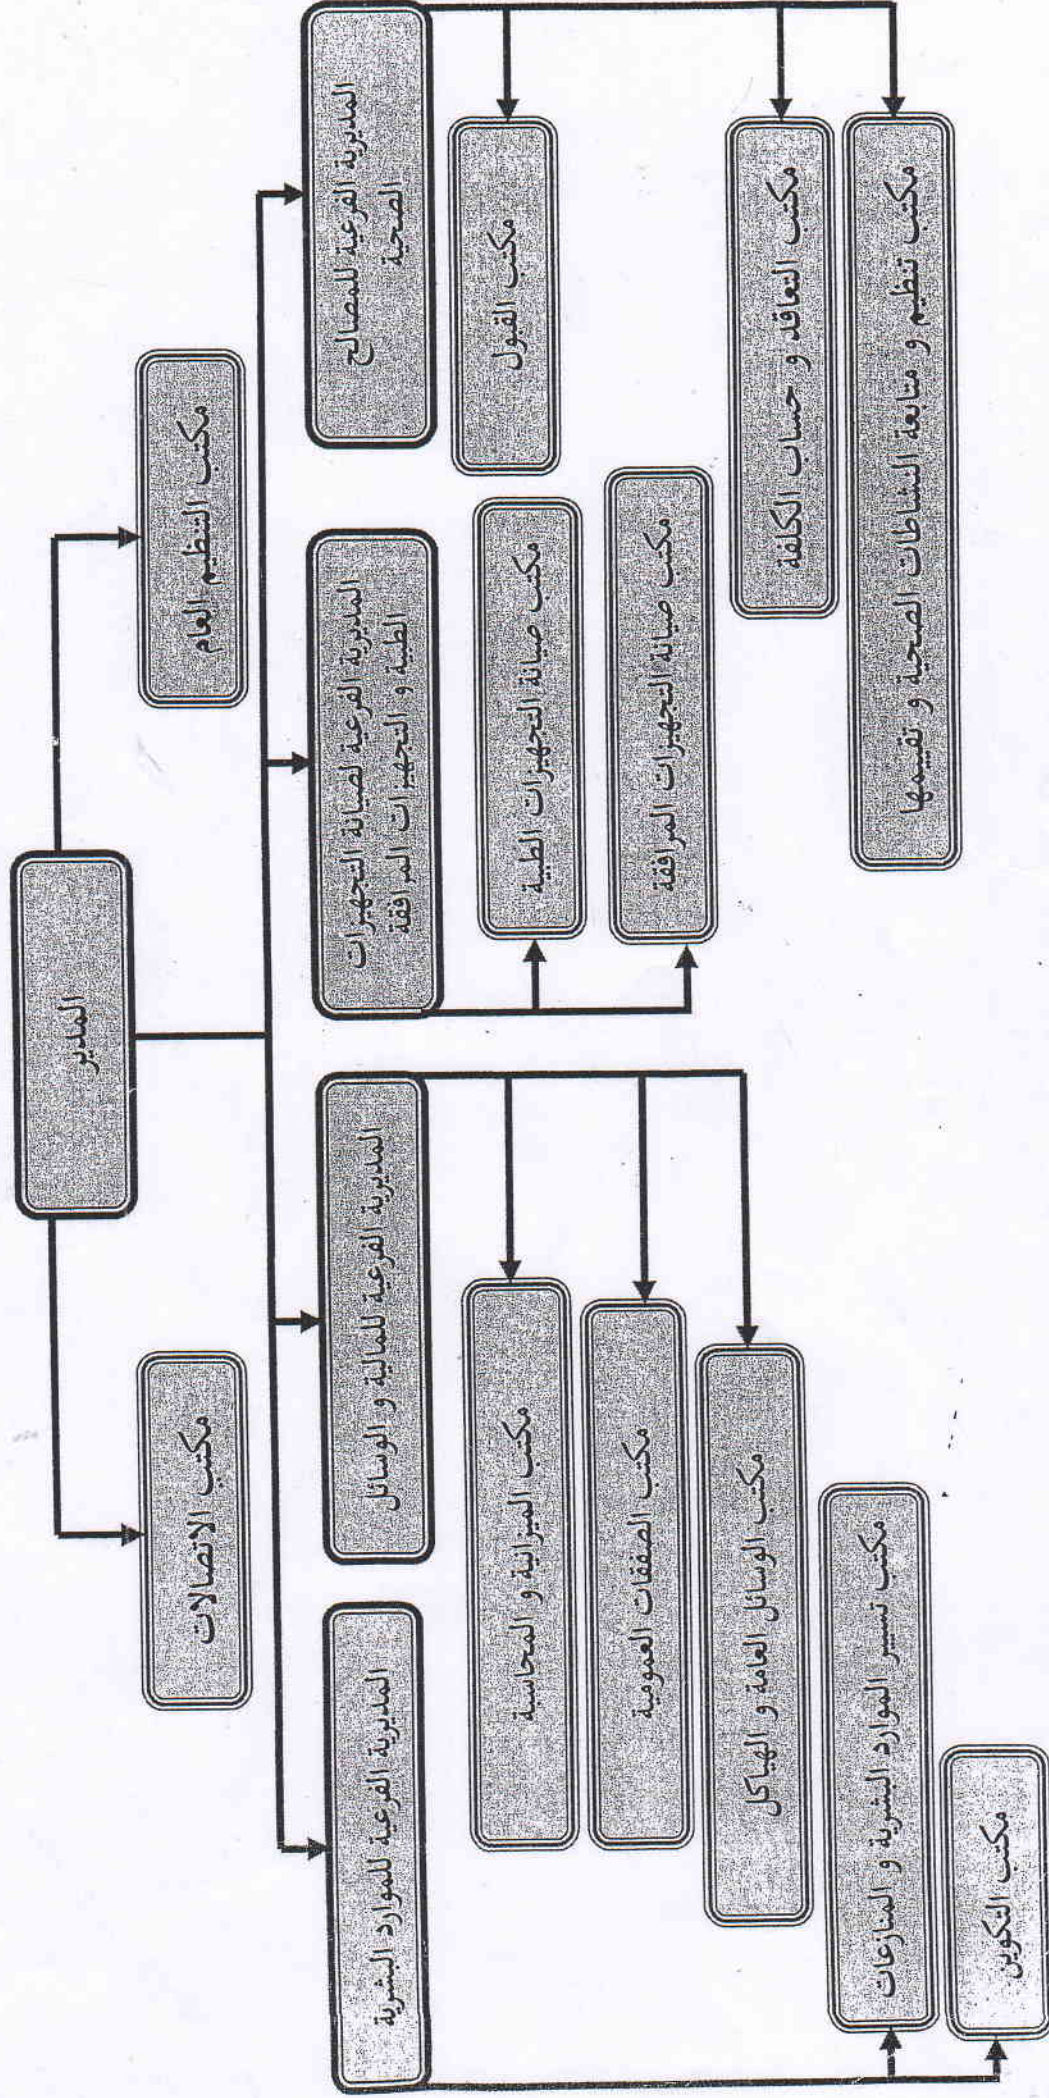 المدير
مكتب التنظيم العام
مكتب الاتصالات
المديرية الفرعية للمصالح
الصحية
المديرية الفرعية لصيانة التجهيزات
الطبية و التجهيزات المرافقة
المديرية الفرعية للمالية و الوسائل
المديرية الفرعية للموارد البشرية
مكتب القبول
مكتب التعاقد و حساب الكلفة
مكتب تنظيم و متابعة النشاطات الصحية و تقييمها
مكتب صيانة التجهيزات الطبية
مكتب صيانة التجهيزات المرافقة
مكتب الميزانية و المحاسبة
مكتب الصفقات العمومية
مكتب الوسائل العامة و الهياكل
مكتب تسيير الموارد البشرية و المنازعات
مكتب التكوين